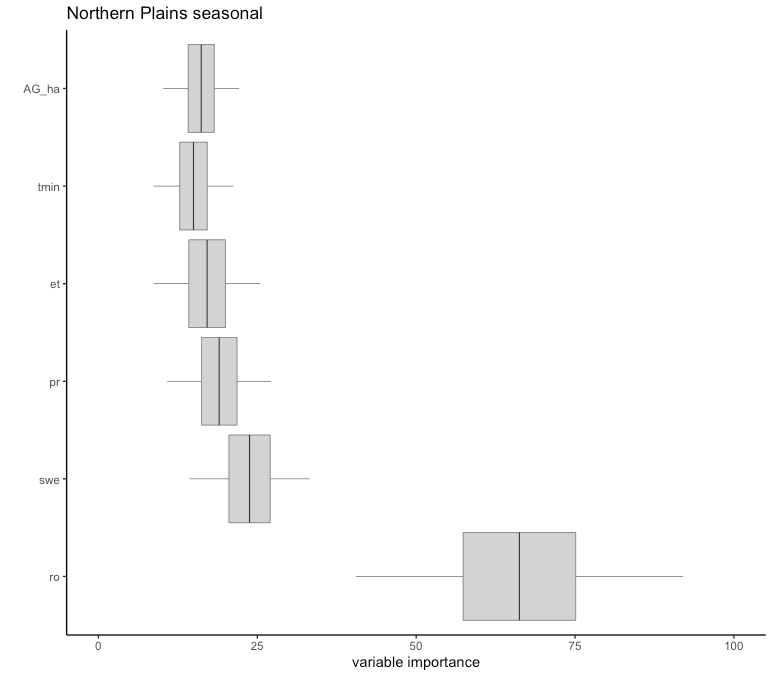 Northern Plains seasonal
AG_ha
tmin
et
pr
swe
ro
0 25 50 75 100
variable importance